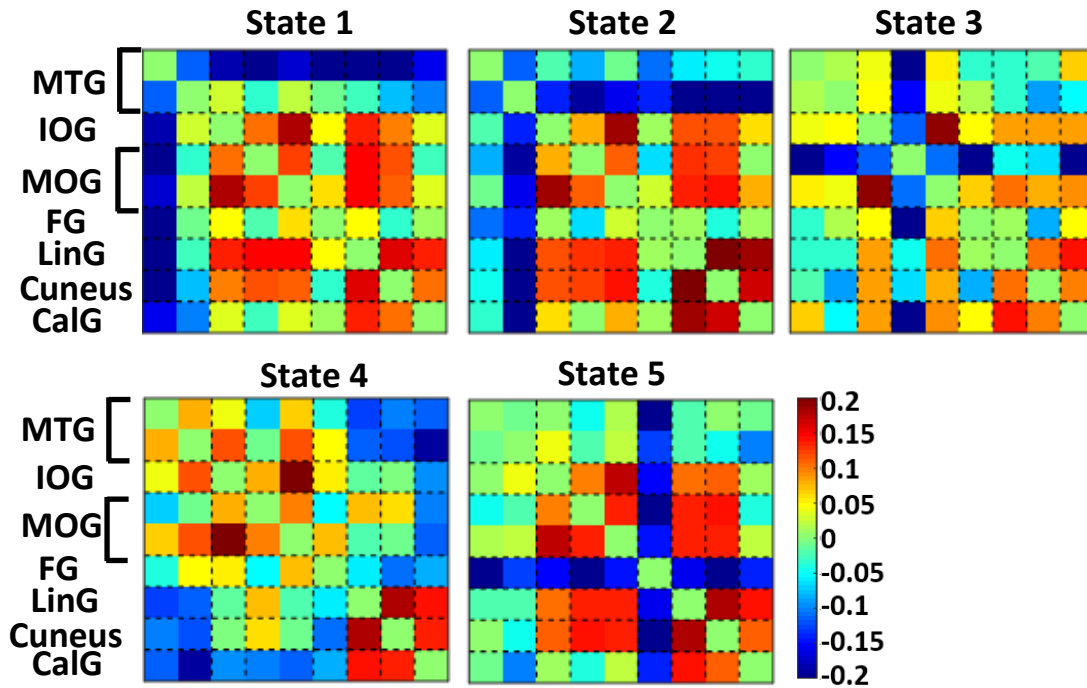 State 1
State 2
State 3
MTG
IOG
MOG
FG
LinG
Cuneus
CalG
State 4
State 5
MTG
IOG
MOG
FG
LinG
Cuneus
CalG
0.2
0.15
0.1
0.05
0
-0.05
-0.1
-0.15
-0.2